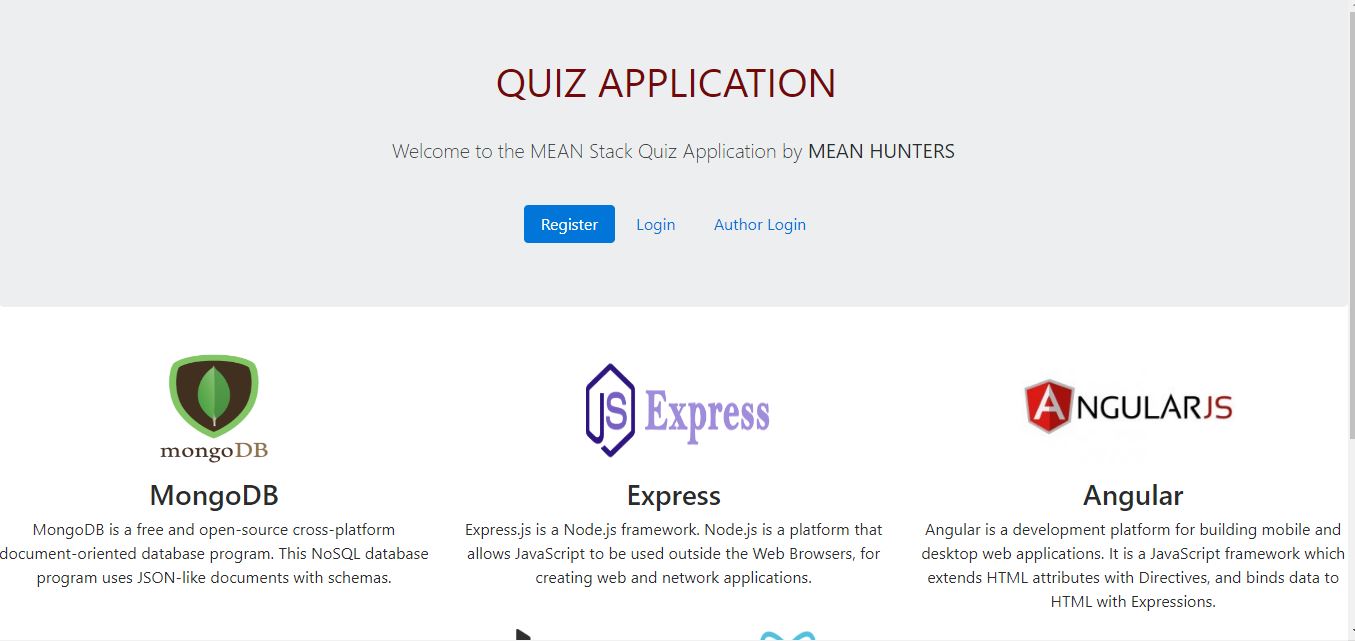 QUIZ APPLICATION
Welcome to the MEAN Stack Quiz Application by MEAN HUNTERS
Register Login Author Login
mongoDB
JS Express
ANGULARJS
MongoDB
MongoDB is a free and open-source cross-platform
document-oriented database program. This NoSQL database
program uses JSON-like documents with schemas.
Express
Express.js is a Node.js framework. Node.js is a platform that
allows JavaScript to be used outside the Web Browsers, for
creating web and network applications.
Angular
Angular is a development platform for building mobile and
desktop web applications. It is a JavaScript framework which
extends HTML attributes with Directives, and binds data to
HTML with Expressions.